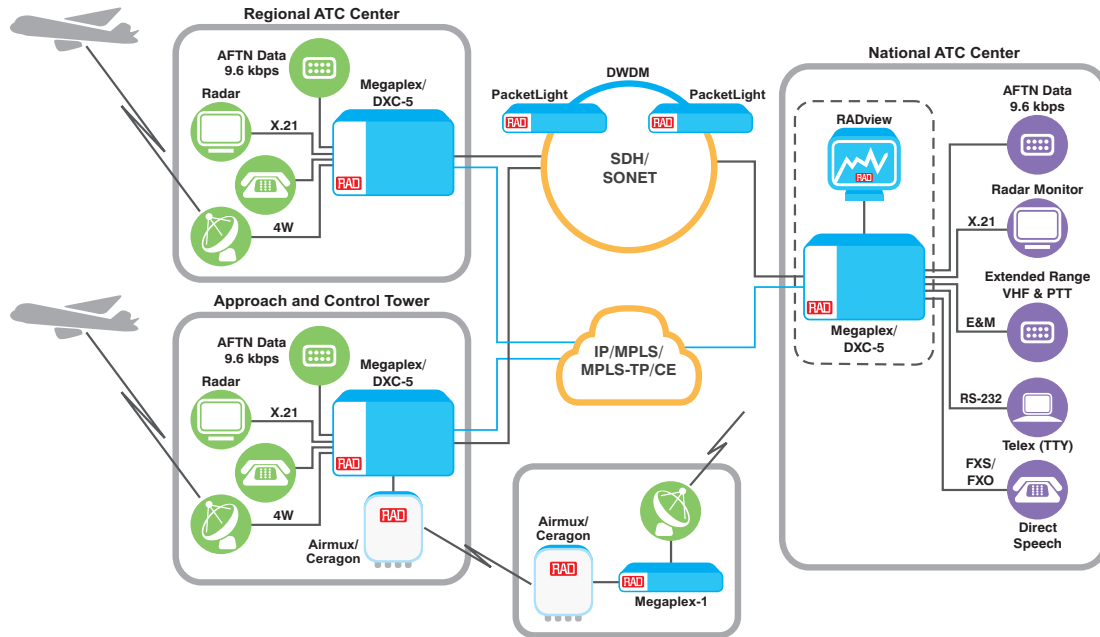 Regional ATC Center
AFTN Data
9.6 kbps
Megaplex/
DXC-5
Radar
X.21
RAD
4W
Approach and Control Tower
AFTN Data
9.6 kbps
Megaplex/
DXC-5
Radar
X.21
RAD
4W
RAD
Airmux/
Ceragon
DWDM
PacketLight
PacketLight
RAD
RAD
SDH/
SONET
IP/MPLS/
MPLS-TP/CE
Airmux/
Ceragon
RAD
RAD
Megaplex-1
National ATC Center
RADview
RAD
RAD
Megaplex/
DXC-5
AFTN Data
9.6 kbps
Radar Monitor
X.21
Extended Range
VHF & PTT
E&M
RS-232
Telex (TTY)
FXS/
FXO
Direct
Speech